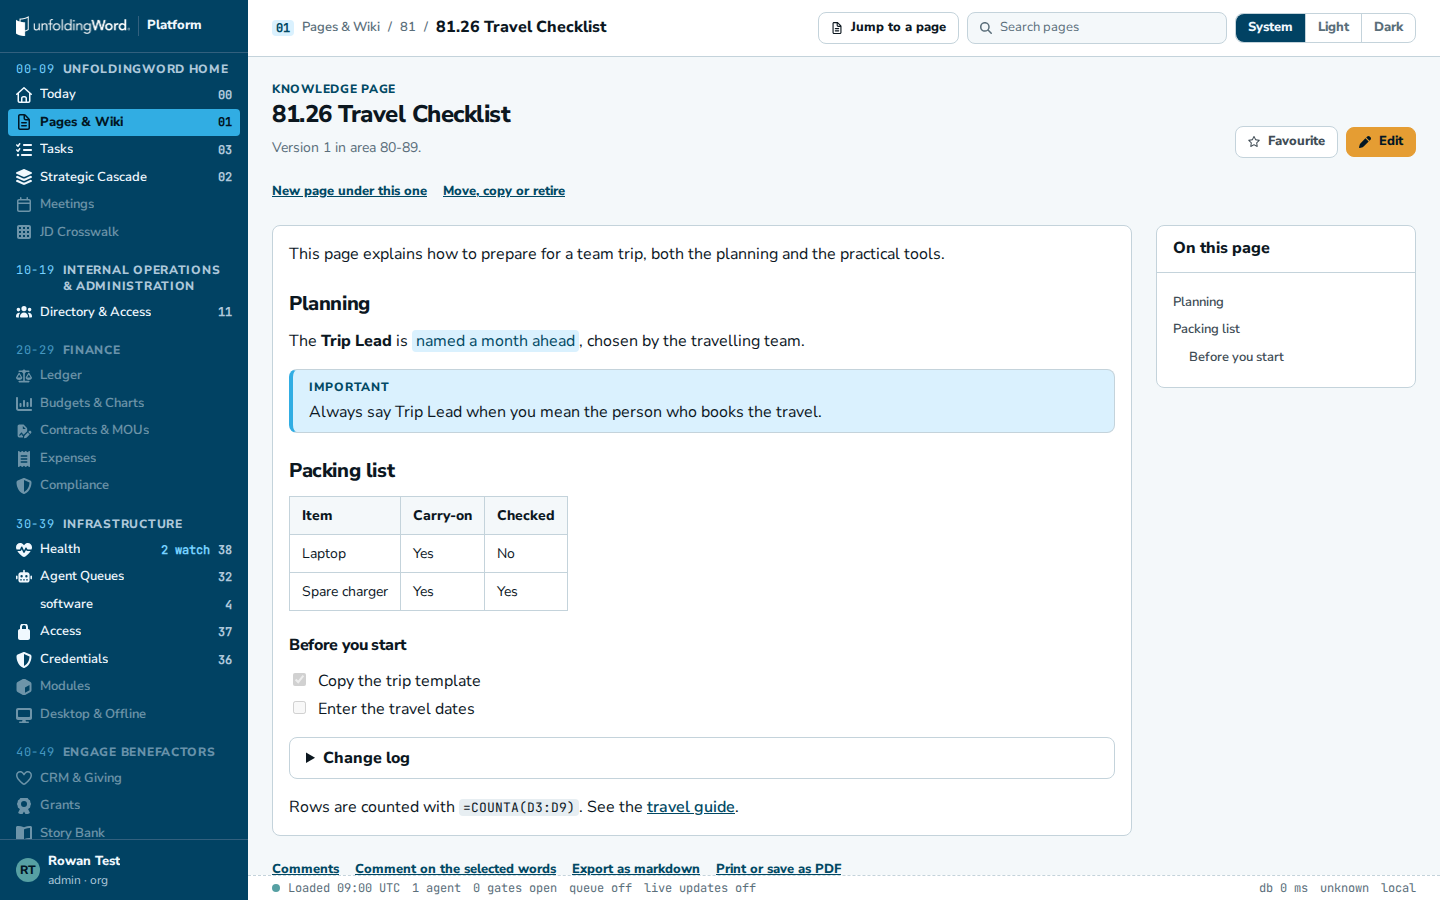 unfoldingWord. Platform
00-09 UNFOLDINGWORD HOME
Today 00
Pages & Wiki 01
Tasks 03
Strategic Cascade 02
Meetings
JD Crosswalk
10-19 INTERNAL OPERATIONS
& ADMINISTRATION
Directory & Access 11
20-29 FINANCE
Ledger
Budgets & Charts
Contracts & MOUs
Expenses
Compliance
30-39 INFRASTRUCTURE
Health 2 watch 38
Agent Queues 32
software 4
Access 37
Credentials 36
Modules
Desktop & Offline
40-49 ENGAGE BENEFACTORS
CRM & Giving
Grants
Story Bank
RT Rowan Test
admin · org
01 Pages & Wiki / 81 / 81.26 Travel Checklist
Jump to a page
Search pages
System Light Dark
KNOWLEDGE PAGE
81.26 Travel Checklist
Version 1 in area 80-89.
Favourite Edit
New page under this one Move, copy or retire
This page explains how to prepare for a team trip, both the planning and the practical tools.
Planning
The Trip Lead is named a month ahead, chosen by the travelling team.
IMPORTANT
Always say Trip Lead when you mean the person who books the travel.
Packing list
Item Carry-on Checked
Laptop Yes No
Spare charger Yes Yes
Before you start
Copy the trip template
Enter the travel dates
Change log
Rows are counted with =COUNTA(D3:D9). See the travel guide.
On this page
Planning
Packing list
Before you start
Comments Comment on the selected words Export as markdown Print or save as PDF
Loaded 09:00 UTC 1 agent 0 gates open queue off live updates off db 0 ms unknown local